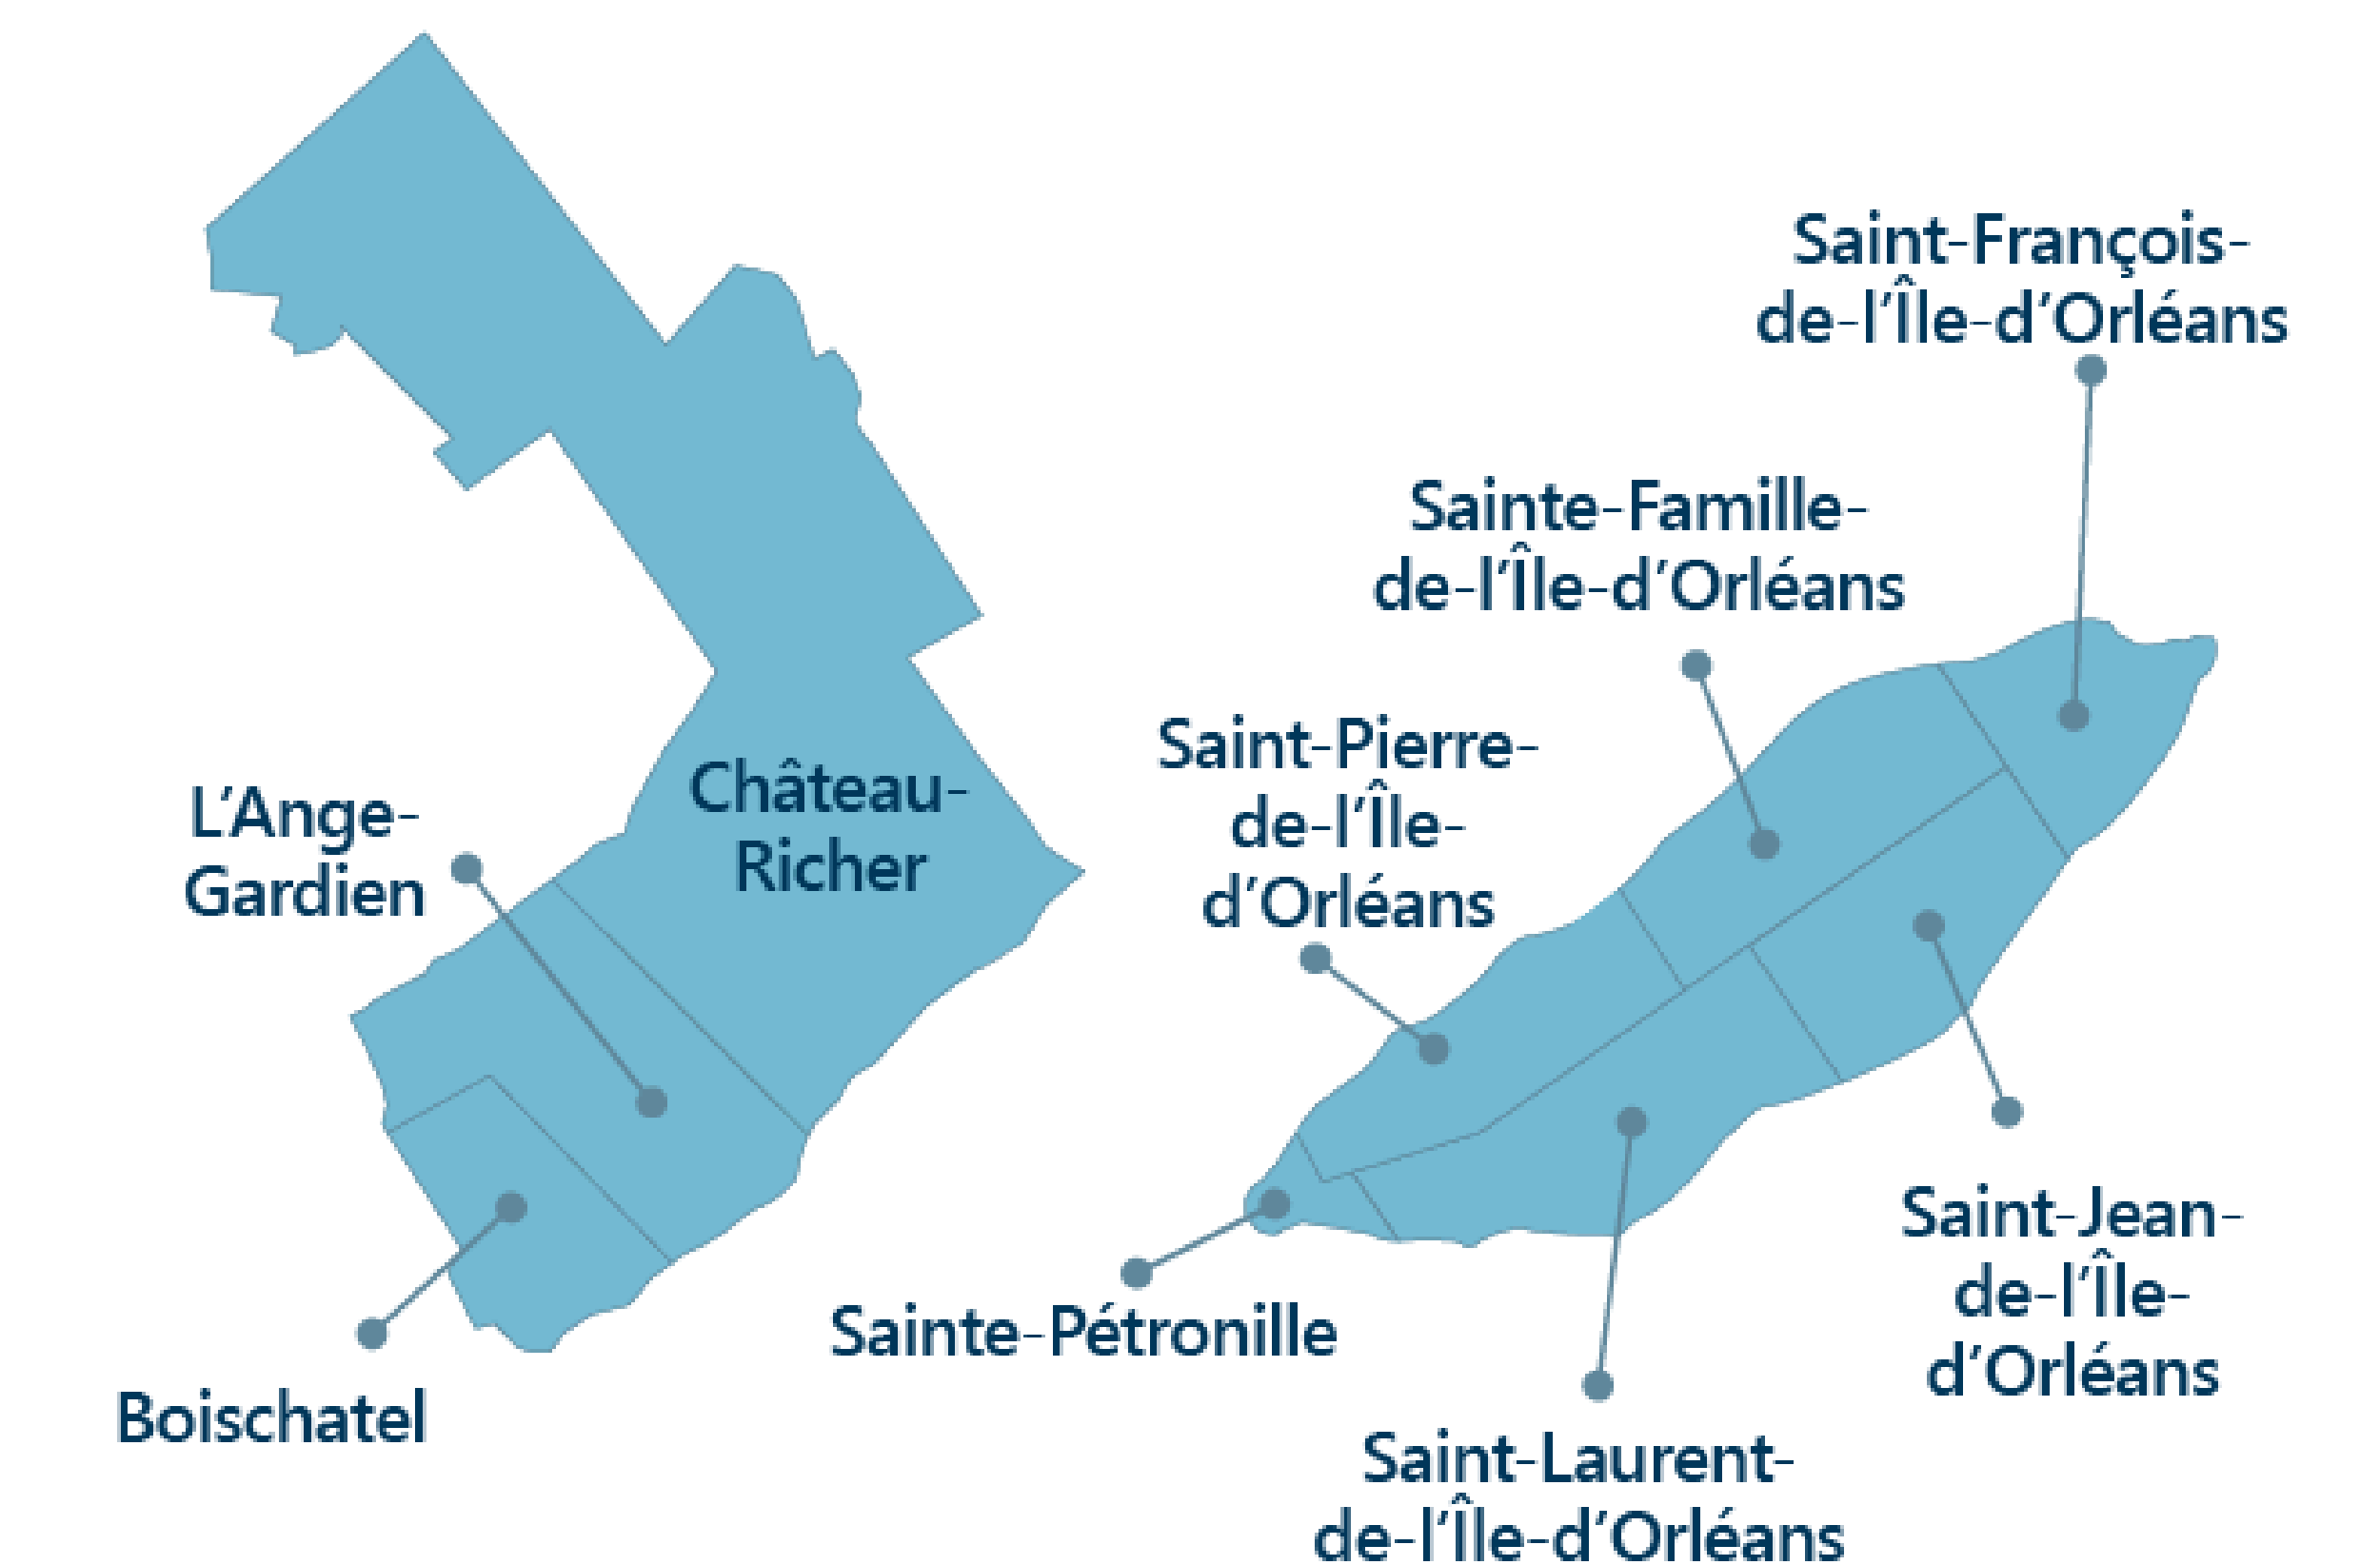 Saint-François-
de-l’Île-d’Orléans
Sainte-Famille-
de-l’Île-d’Orléans
Saint-Pierre-
de-l’Île-
d’Orléans
Château-
Richer
L’Ange-
Gardien
Saint-Jean-
de-l’Île-
d’Orléans
Sainte-Pétronille
Boischatel
Saint-Laurent-
de-l’Île-d’Orléans